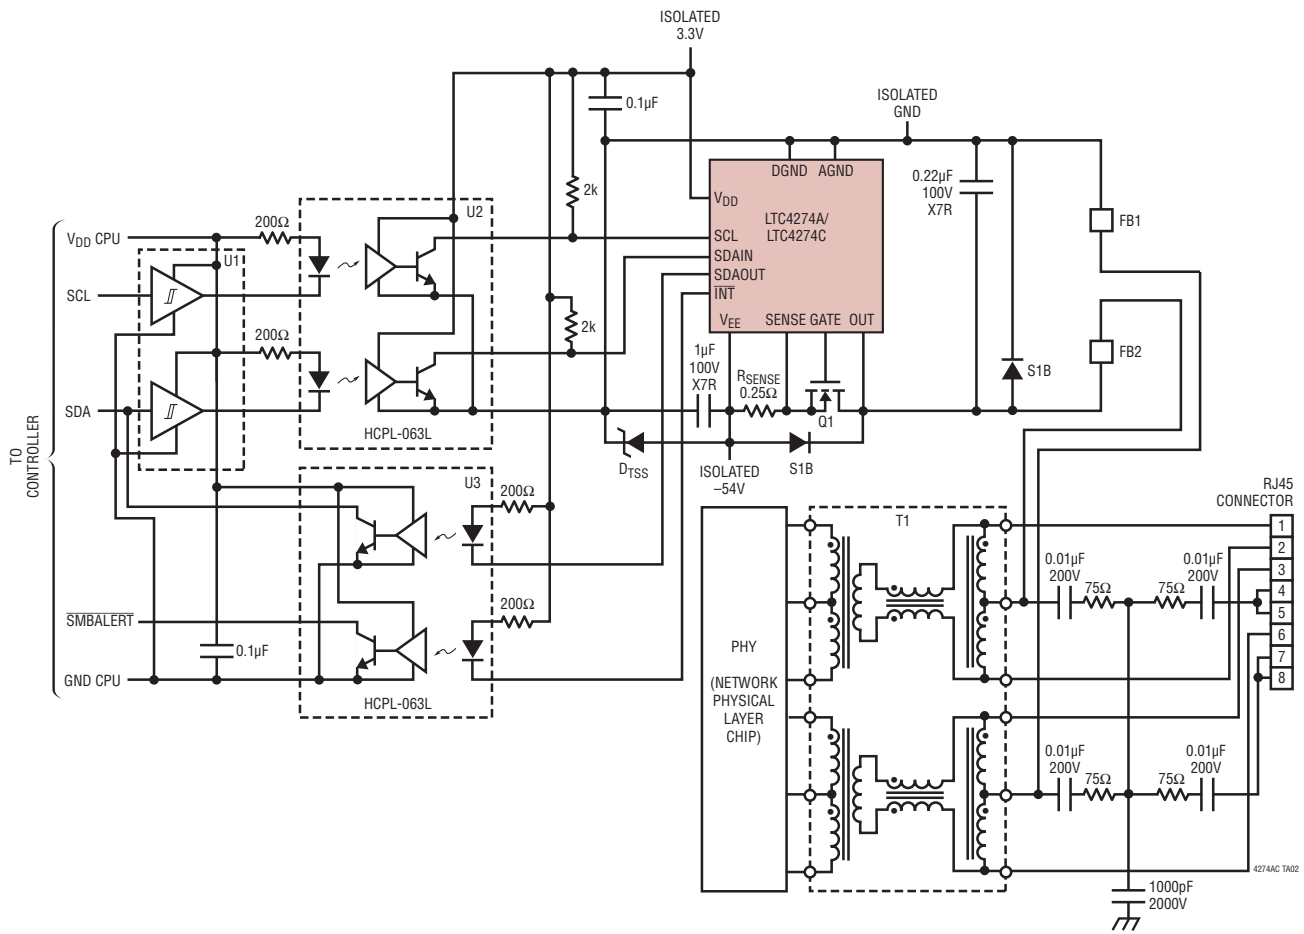 ISOLATED
3.3V
0.1µF
ISOLATED
GND
DGND AGND
0.22µF
100V
X7R
2k
VDD
LTC4274A/
LTC4274C
SCL
SDAIN
SDAOUT
INT
VEE
SENSE GATE OUT
FB1
FB2
S1B
200Ω
U2
VDD CPU
U1
SCL
200Ω
2k
1µF
100V
X7R
RSENSE
0.25Ω
Q1
SDA
HCPL-063L
DTSS
ISOLATED
–54V
S1B
TO
CONTROLLER
U3
200Ω
200Ω
SMBALERT
0.1µF
GND CPU
HCPL-063L
PHY
(NETWORK
PHYSICAL
LAYER
CHIP)
T1
RJ45
CONNECTOR
1
2
3
4
5
6
7
8
0.01µF
200V
75Ω
75Ω
0.01µF
200V
0.01µF
200V
75Ω
75Ω
0.01µF
200V
1000pF
2000V
4274AC TA02